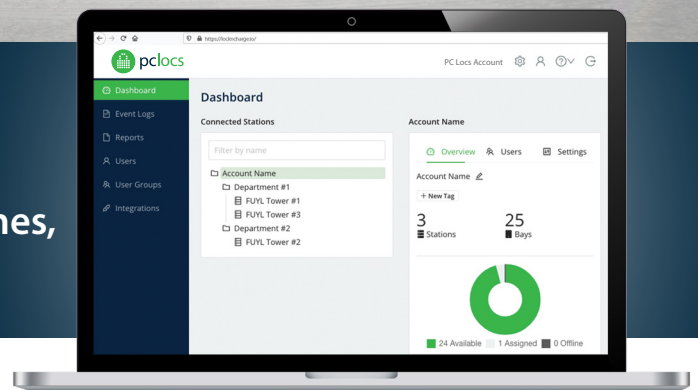 https://lockncharge.io/
pclocs
PC Locs Account
Dashboard
Event Logs
Reports
Users
User Groups
Integrations
Dashboard
Connected Stations
Filter by name
Account Name
Department #1
FUYL Tower #1
FUYL Tower #3
Department #2
FUYL Tower #2
Account Name
Overview Users Settings
Account Name
+ New Tag
3 25
Stations Bays
24 Available 1 Assigned 0 Offline
nes,